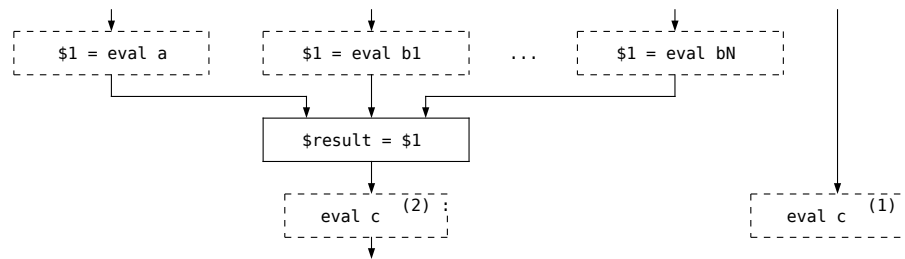 $1 = eval a
$1 = eval b1
...
$1 = eval bN
$result = $1
eval c (2) :
eval c (1)